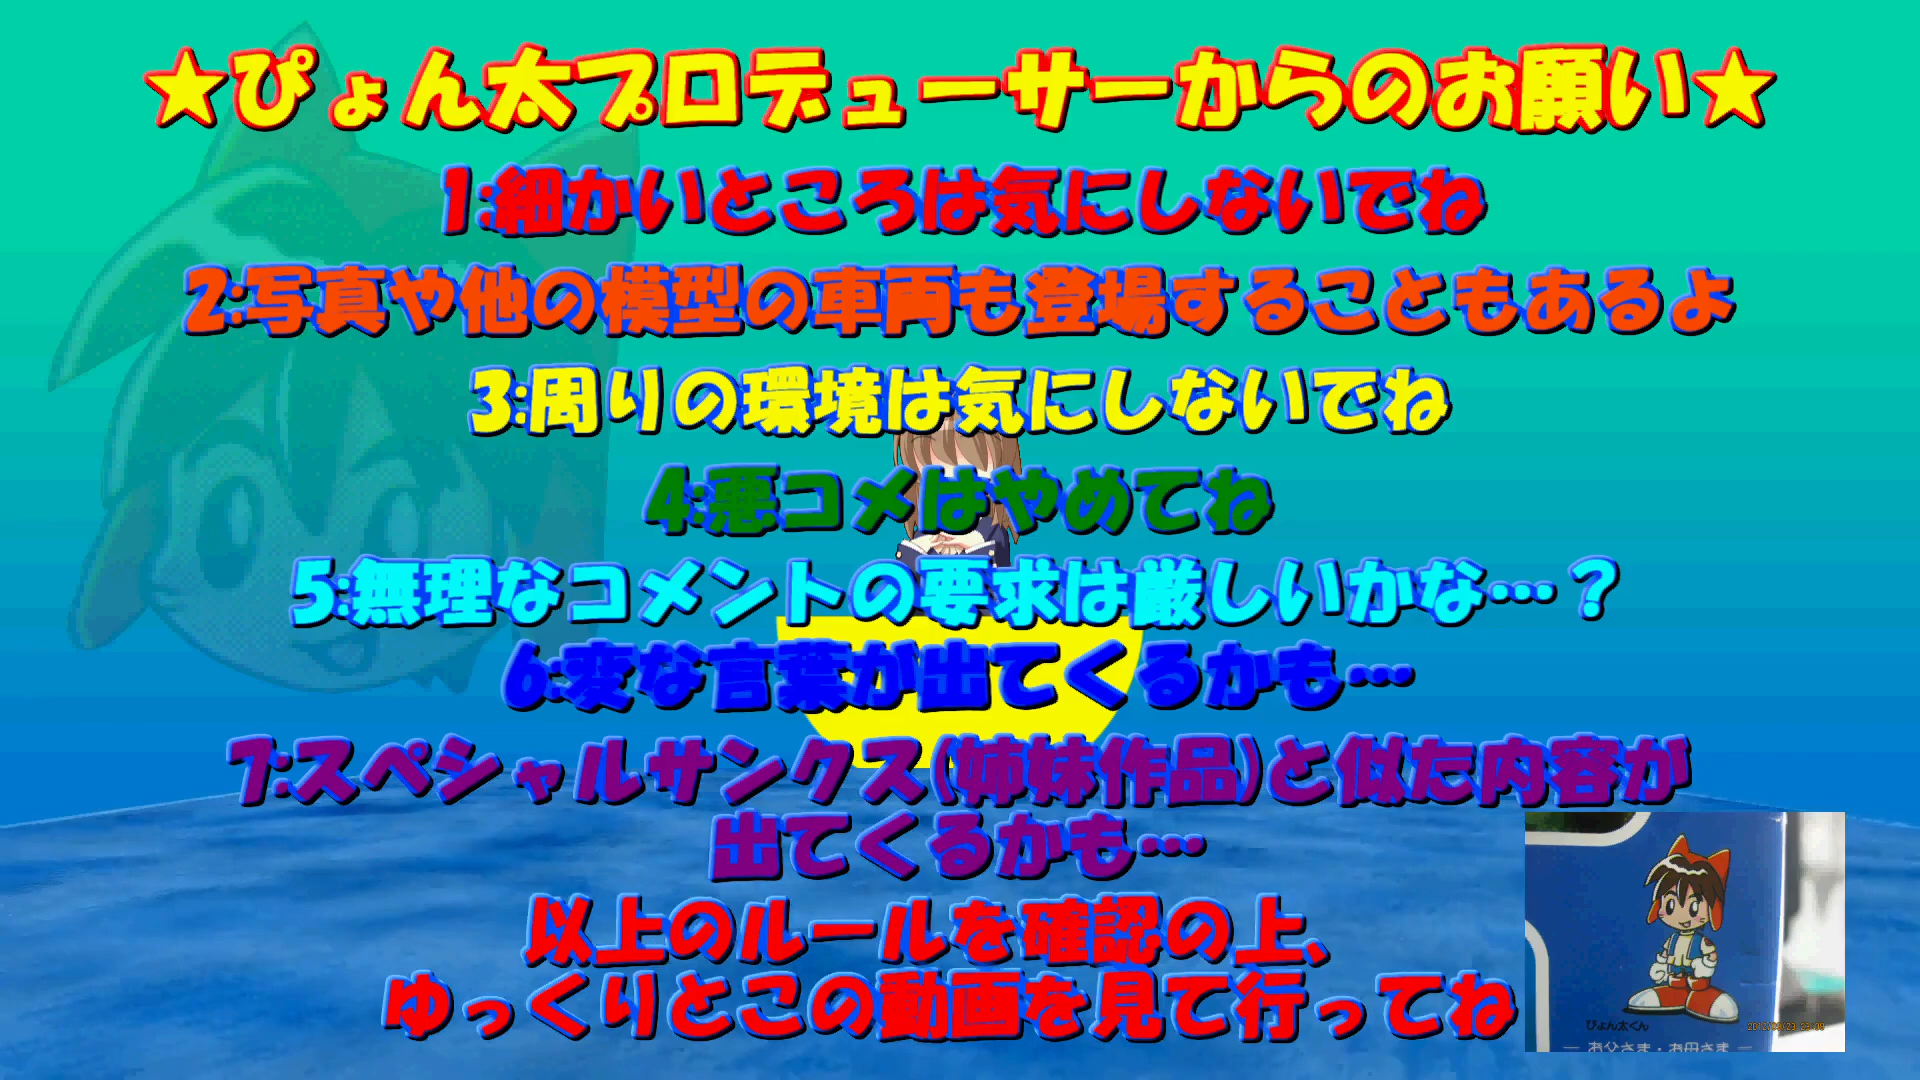 ★ぴょん太プロデューサーからのお願い★
1:細かいところは気にしないでね
2:写真や他の模型の車両も登場することもあるよ
3:周りの環境は気にしないでね
4:悪コメはやめてね
5:無理なコメントの要求は厳しいかな…？
6:変な言葉が出てくるかも…
7:スペシャルサンクス(姉妹作品)と似た内容が
出てくるかも…
以上のルールを確認の上、
ゆっくりとこの動画を見て行ってね
ぴょん太くん
— お父さま・お母さま —